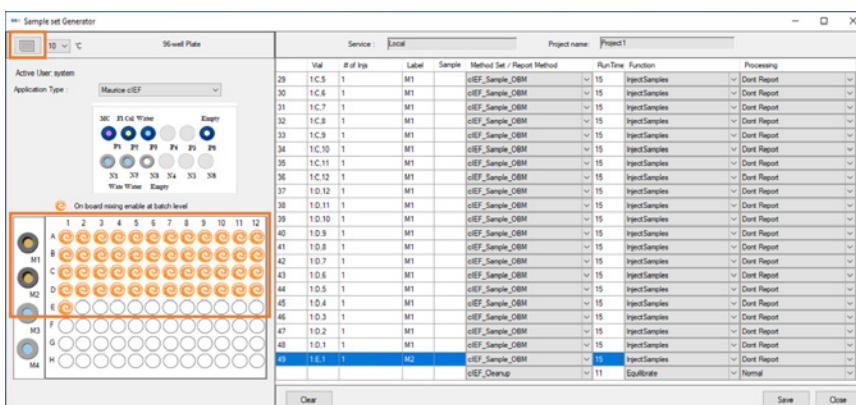 Sample set Generator
10 °C 96-well Plate Service : Local Project name: Project1
Active User: system
Application Type : Maurice cIEF
MC Fl Cal Water Empty
P1 P2 P3 P4 P5 P6
N1 N2 N3 N4 N5 N6
Water Empty
On board mixing enable at batch level
1 2 3 4 5 6 7 8 9 10 11 12
A
B
M1
C
D
M2
E
F
M3
G
H
M4
Vial # of Injs Label Sample Method Set / Report Method RunTime Function Processing
29 1:C,5 1 M1 cIEF_Sample_OBM 15 InjectSamples Dont Report
30 1:C,6 1 M1 cIEF_Sample_OBM 15 InjectSamples Dont Report
31 1:C,7 1 M1 cIEF_Sample_OBM 15 InjectSamples Dont Report
32 1:C,8 1 M1 cIEF_Sample_OBM 15 InjectSamples Dont Report
33 1:C,9 1 M1 cIEF_Sample_OBM 15 InjectSamples Dont Report
34 1:C,10 1 M1 cIEF_Sample_OBM 15 InjectSamples Dont Report
35 1:C,11 1 M1 cIEF_Sample_OBM 15 InjectSamples Dont Report
36 1:C,12 1 M1 cIEF_Sample_OBM 15 InjectSamples Dont Report
37 1:D,12 1 M1 cIEF_Sample_OBM 15 InjectSamples Dont Report
38 1:D,11 1 M1 cIEF_Sample_OBM 15 InjectSamples Dont Report
39 1:D,10 1 M1 cIEF_Sample_OBM 15 InjectSamples Dont Report
40 1:D,9 1 M1 cIEF_Sample_OBM 15 InjectSamples Dont Report
41 1:D,8 1 M1 cIEF_Sample_OBM 15 InjectSamples Dont Report
42 1:D,7 1 M1 cIEF_Sample_OBM 15 InjectSamples Dont Report
43 1:D,6 1 M1 cIEF_Sample_OBM 15 InjectSamples Dont Report
44 1:D,5 1 M1 cIEF_Sample_OBM 15 InjectSamples Dont Report
45 1:D,4 1 M1 cIEF_Sample_OBM 15 InjectSamples Dont Report
46 1:D,3 1 M1 cIEF_Sample_OBM 15 InjectSamples Dont Report
47 1:D,2 1 M1 cIEF_Sample_OBM 15 InjectSamples Dont Report
48 1:D,1 1 M1 cIEF_Sample_OBM 15 InjectSamples Dont Report
49 1:E,1 1 M2 cIEF_Sample_OBM 15 InjectSamples Dont Report
cIEF_Cleanup 11 Equilibrate Normal
Clear Save Close